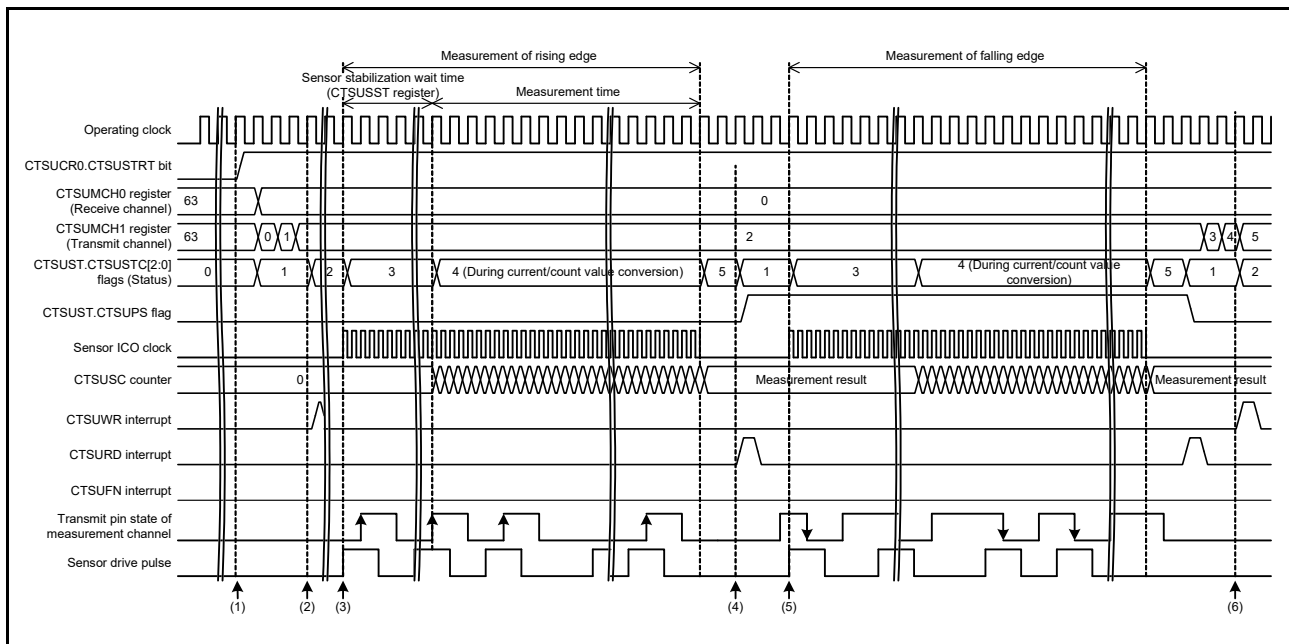 Measurement of rising edge
Measurement of falling edge
Sensor stabilization wait time
(CTSUSST register)
Measurement time
Operating clock
CTSUCR0.CTSUSTRT bit
CTSUMCH0 register
(Receive channel)
63
0
CTSUMCH1 register
(Transmit channel)
63
0
1
2
3
4
5
CTSUST.CTSUSTC[2:0]
flags (Status)
0
1
2
3
4 (During current/count value conversion)
5
1
3
4 (During current/count value
conversion)
5
1
2
CTSUST.CTSUPS flag
Sensor ICO clock
CTSUSC counter
0
Measurement result
Measurement result
CTSUWR interrupt
CTSURD interrupt
CTSUFN interrupt
Transmit pin state of
measurement channel
Sensor drive pulse
(1)
(2)
(3)
(4)
(5)
(6)